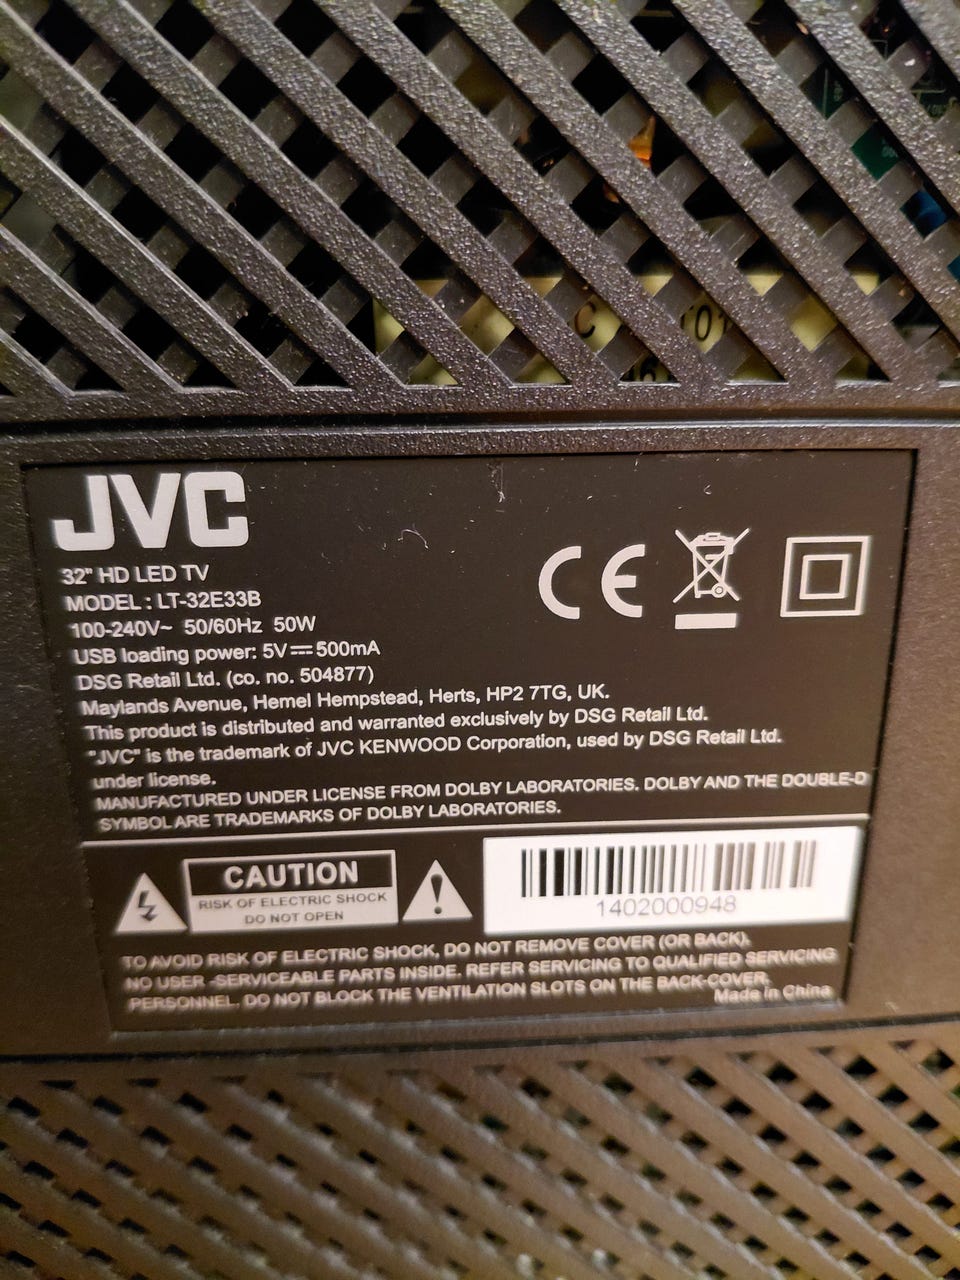 JVC
32" HD LED TV
MODEL : LT-32E33B
100-240V~ 50/60Hz 50W
USB loading power: 5V⎓500mA
DSG Retail Ltd. (co. no. 504877)
Maylands Avenue, Hemel Hempstead, Herts, HP2 7TG, UK.
This product is distributed and warranted exclusively by DSG Retail Ltd.
"JVC" is the trademark of JVC KENWOOD Corporation, used by DSG Retail Ltd.
under license.
MANUFACTURED UNDER LICENSE FROM DOLBY LABORATORIES. DOLBY AND THE DOUBLE-D
SYMBOL ARE TRADEMARKS OF DOLBY LABORATORIES.
CE
CAUTION
RISK OF ELECTRIC SHOCK
DO NOT OPEN
1402000948
TO AVOID RISK OF ELECTRIC SHOCK, DO NOT REMOVE COVER (OR BACK).
NO USER -SERVICEABLE PARTS INSIDE. REFER SERVICING TO QUALIFIED SERVICING
PERSONNEL. DO NOT BLOCK THE VENTILATION SLOTS ON THE BACK-COVER.
Made in China